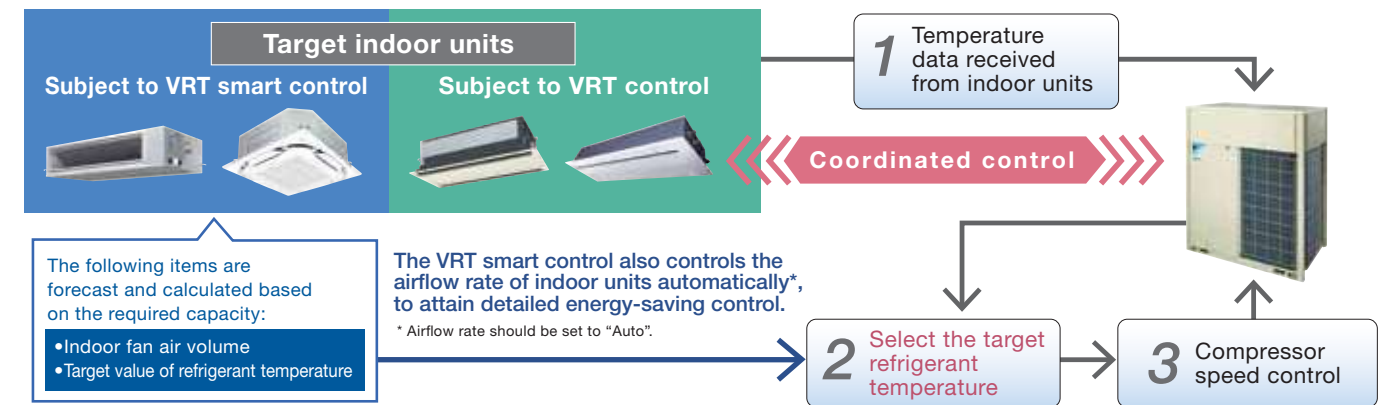 Target indoor units
Subject to VRT smart control
Subject to VRT control
1
Temperature
data received
from indoor units
Coordinated control
The following items are
forecast and calculated based
on the required capacity:
•Indoor fan air volume
•Target value of refrigerant temperature
The VRT smart control also controls the
airflow rate of indoor units automatically*,
to attain detailed energy-saving control.
* Airflow rate should be set to “Auto”.
2
Select the target
refrigerant
temperature
3
Compressor
speed control